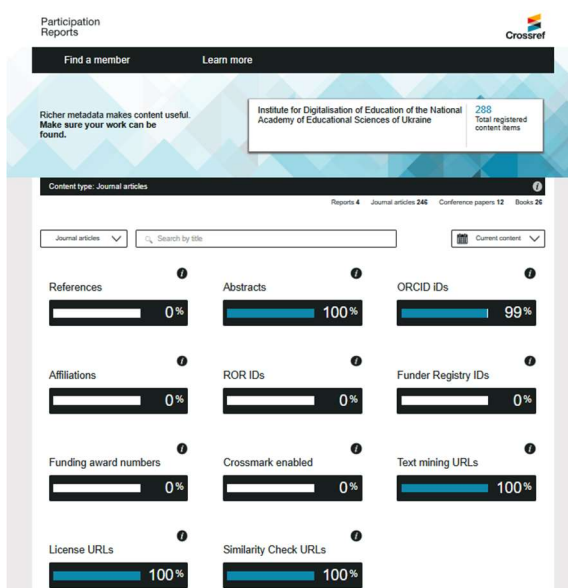 Participation
Reports
Crossref
Find a member
Learn more
Richer metadata makes content useful.
Make sure your work can be
found.
Institute for Digitalisation of Education of the National
Academy of Educational Sciences of Ukraine
288
Total registered
content items
Content type: Journal articles
Reports 4 Journal articles 246 Conference papers 12 Books 26
Journal articles
Search by title
Current content
References
0%
Abstracts
100%
ORCID iDs
99%
Affiliations
0%
ROR IDs
0%
Funder Registry IDs
0%
Funding award numbers
0%
Crossmark enabled
0%
Text mining URLs
100%
License URLs
100%
Similarity Check URLs
100%